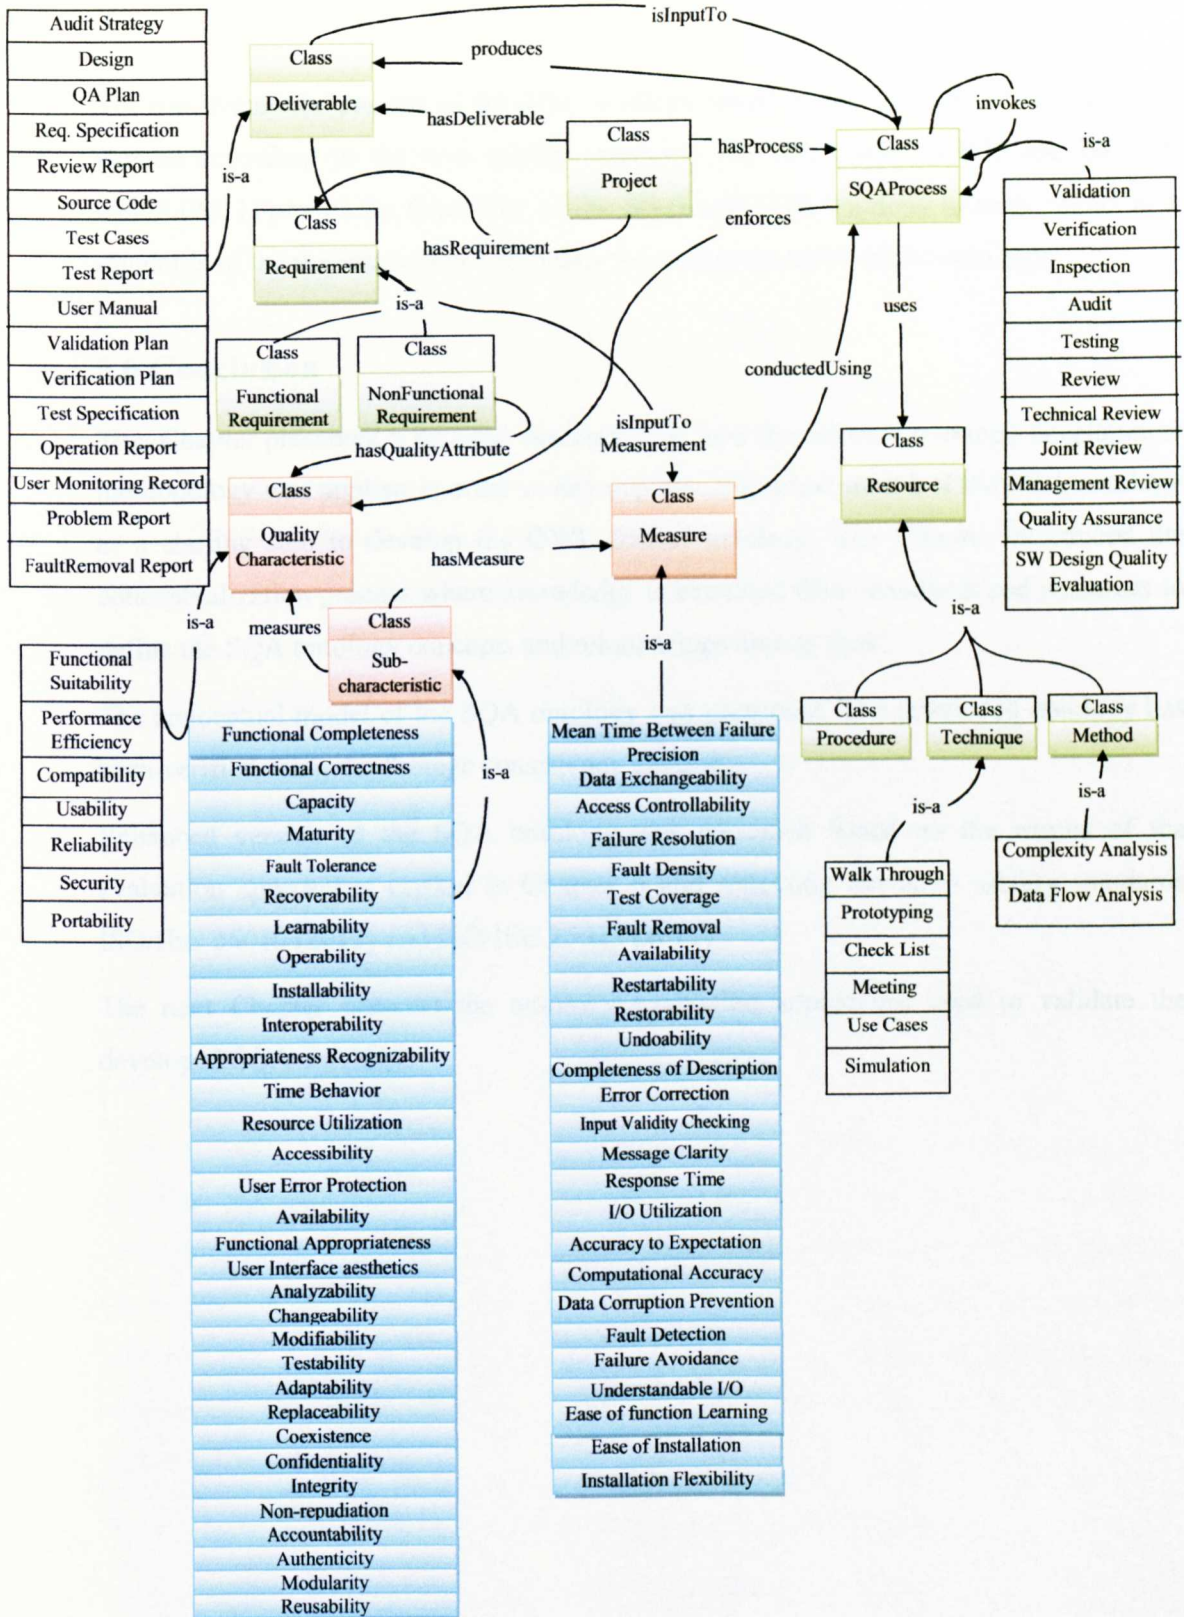 Audit Strategy
Design
QA Plan
Req. Specification
Review Report
Source Code
Test Cases
Test Report
User Manual
Validation Plan
Verification Plan
Test Specification
Operation Report
User Monitoring Record
Problem Report
FaultRemoval Report
is-a
Class
Deliverable
isInputTo
produces
hasDeliverable
Class
Project
hasProcess
Class
SQAProcess
invokes
is-a
Validation
Verification
Inspection
Audit
Testing
Review
Technical Review
Joint Review
Management Review
Quality Assurance
SW Design Quality
Evaluation
Class
Requirement
hasRequirement
enforces
is-a
uses
Class
Functional
Requirement
Class
NonFunctional
Requirement
conductedUsing
isInputTo
Measurement
hasQualityAttribute
Class
Quality
Characteristic
hasMeasure
Class
Measure
Class
Resource
is-a
measures
Class
Sub-
characteristic
is-a
is-a
Class
Procedure
Class
Technique
Class
Method
is-a
is-a
Functional
Suitability
Performance
Efficiency
Compatibility
Usability
Reliability
Security
Portability
is-a
Functional Completeness
Functional Correctness
Capacity
Maturity
Fault Tolerance
Recoverability
Learnability
Operability
Installability
Interoperability
Appropriateness Recognizability
Time Behavior
Resource Utilization
Accessibility
User Error Protection
Availability
Functional Appropriateness
User Interface aesthetics
Analyzability
Changeability
Modifiability
Testability
Adaptability
Replaceability
Coexistence
Confidentiality
Integrity
Non-repudiation
Accountability
Authenticity
Modularity
Reusability
Mean Time Between Failure
Precision
Data Exchangeability
Access Controllability
Failure Resolution
Fault Density
Test Coverage
Fault Removal
Availability
Restartability
Restorability
Undoability
Completeness of Description
Error Correction
Input Validity Checking
Message Clarity
Response Time
I/O Utilization
Accuracy to Expectation
Computational Accuracy
Data Corruption Prevention
Fault Detection
Failure Avoidance
Understandable I/O
Ease of function Learning
Ease of Installation
Installation Flexibility
Walk Through
Prototyping
Check List
Meeting
Use Cases
Simulation
Complexity Analysis
Data Flow Analysis